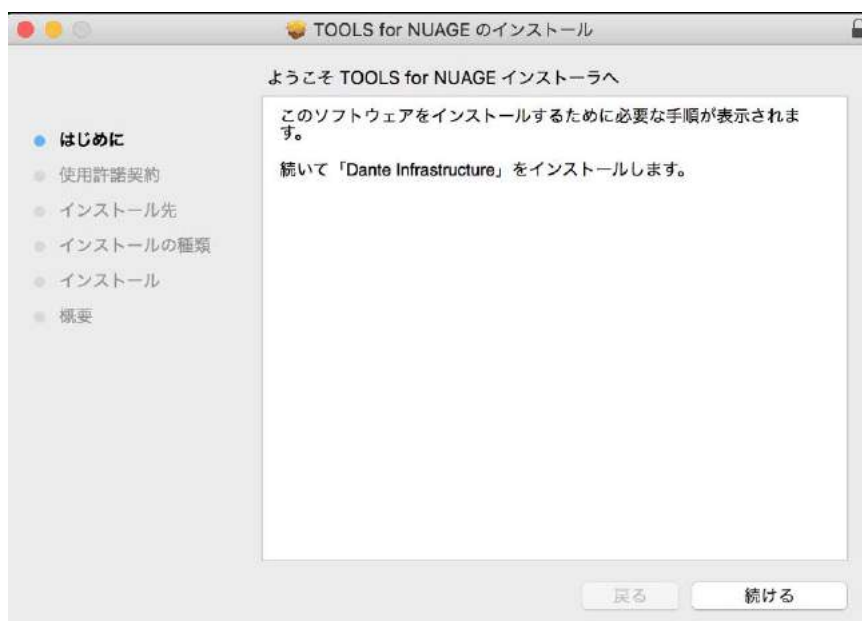 TOOLS for NUAGE のインストール
ようこそ TOOLS for NUAGE インストーラへ
はじめに
使用許諾契約
インストール先
インストールの種類
インストール
概要
このソフトウェアをインストールするために必要な手順が表示されま
す。
続いて「Dante Infrastructure」をインストールします。
戻る
続ける